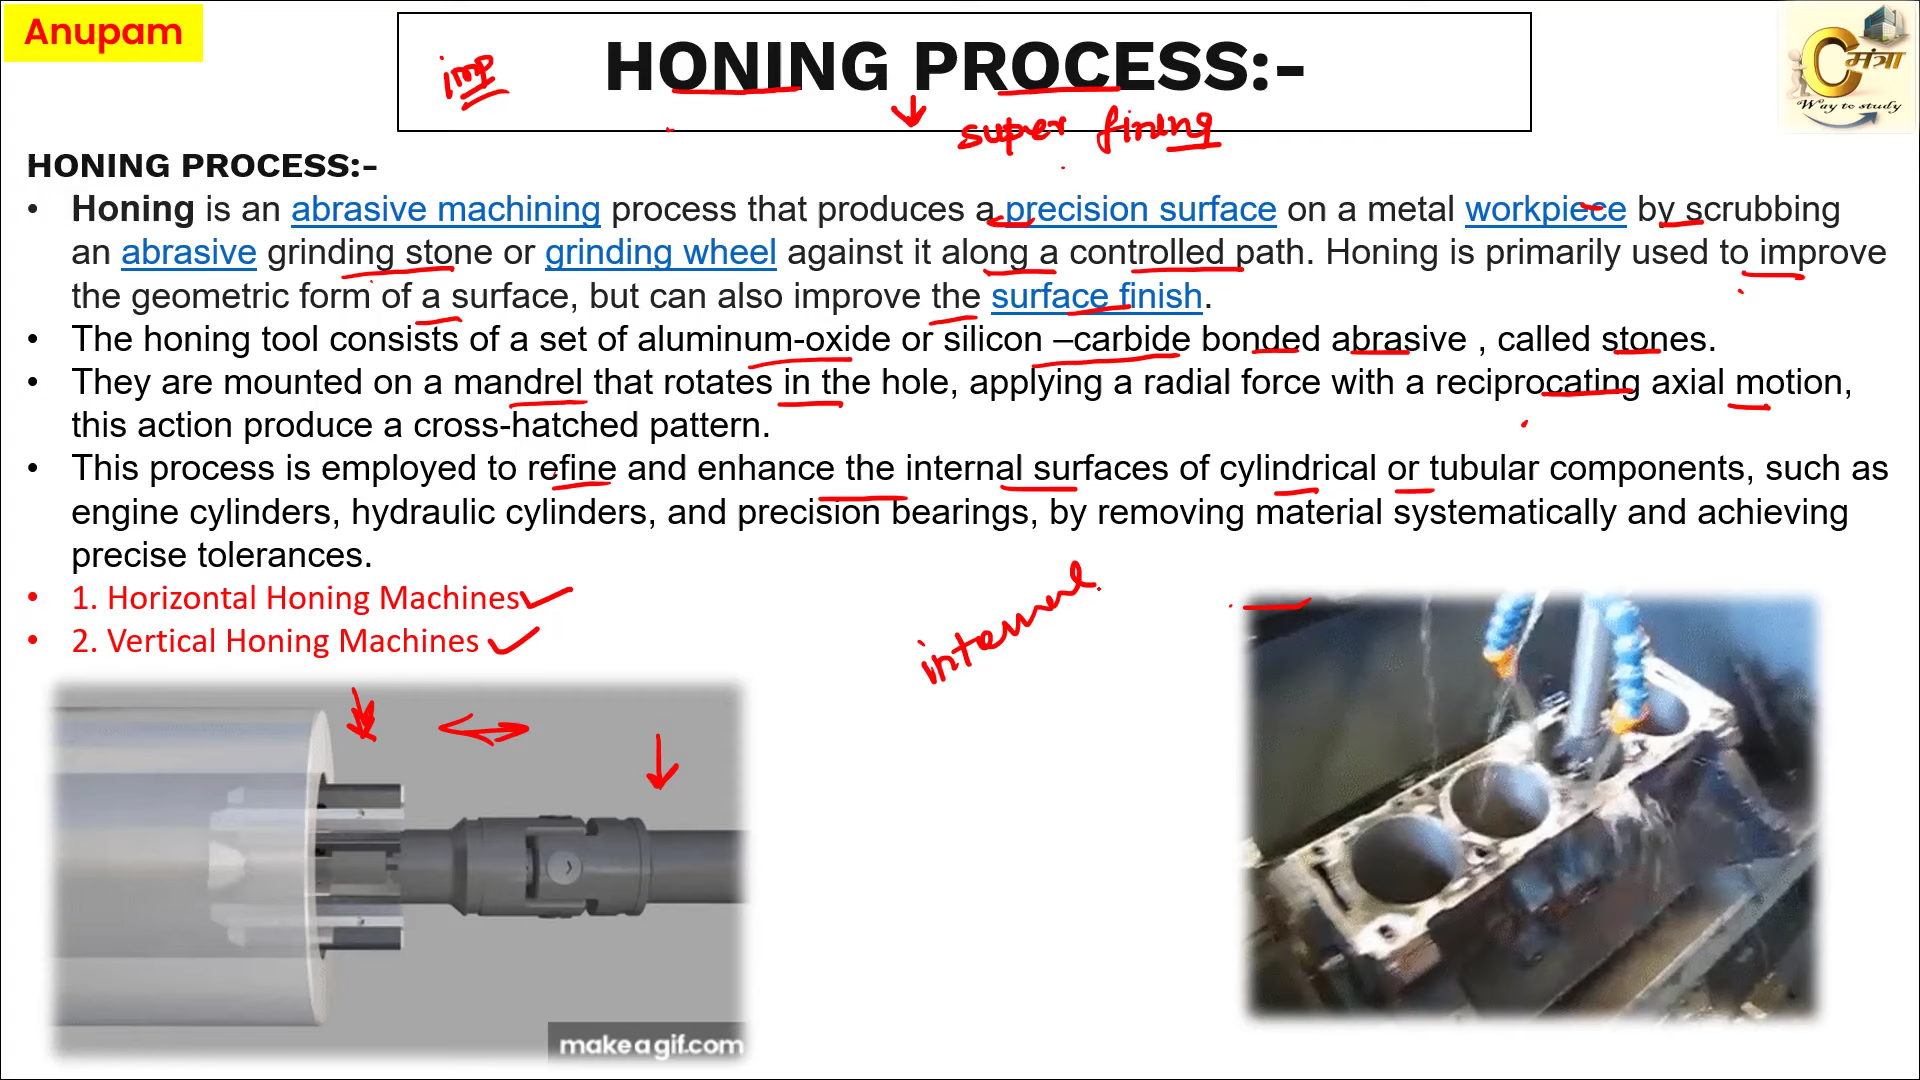 Anupam
imp
HONING PROCESS:-
super fining
C मंत्रा
Way to study
HONING PROCESS:-
• Honing is an abrasive machining process that produces a precision surface on a metal workpiece by scrubbing
an abrasive grinding stone or grinding wheel against it along a controlled path. Honing is primarily used to improve
the geometric form of a surface, but can also improve the surface finish.
• The honing tool consists of a set of aluminum-oxide or silicon –carbide bonded abrasive , called stones.
• They are mounted on a mandrel that rotates in the hole, applying a radial force with a reciprocating axial motion,
this action produce a cross-hatched pattern.
• This process is employed to refine and enhance the internal surfaces of cylindrical or tubular components, such as
engine cylinders, hydraulic cylinders, and precision bearings, by removing material systematically and achieving
precise tolerances.
• 1. Horizontal Honing Machines
• 2. Vertical Honing Machines
internal
makeagif.com